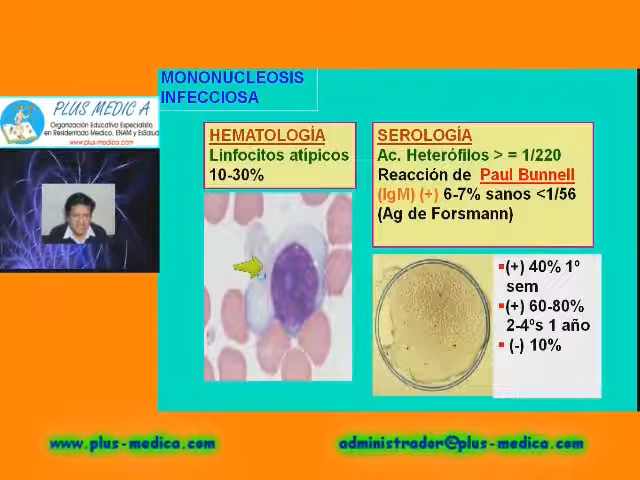 MONONUCLEOSIS
INFECCIOSA
PLUS MEDIC A
Organización Educativa Especialista
en Residentado Medico, ENAM y EsSalud
www.plus-medica.com
HEMATOLOGÍA
Linfocitos atípicos
10-30%
SEROLOGÍA
Ac. Heterófilos > = 1/220
Reacción de Paul Bunnell
(IgM) (+) 6-7% sanos <1/56
(Ag de Forsmann)
(+) 40% 1º
sem
(+) 60-80%
2-4ºs 1 año
(-) 10%
www.plus-medica.com
administrador@plus-medica.com